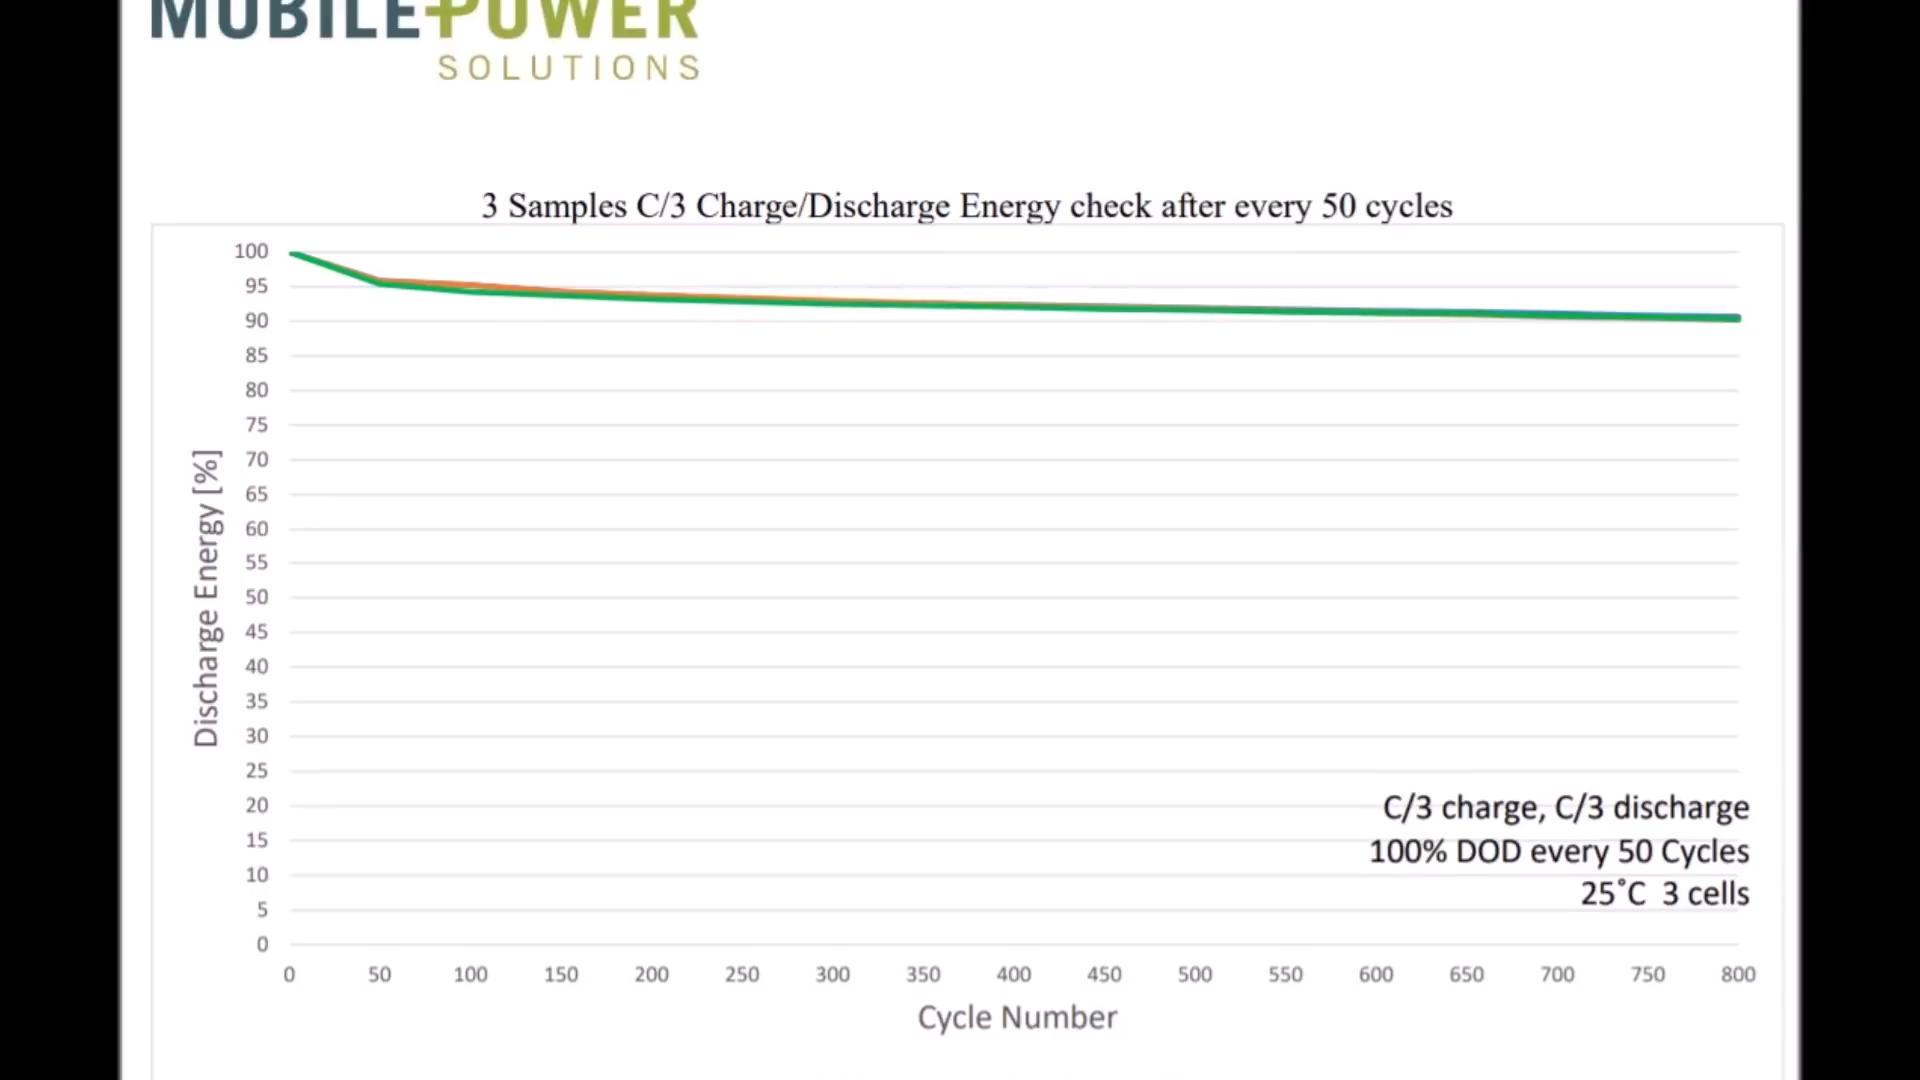 MOBILE POWER
SOLUTIONS
3 Samples C/3 Charge/Discharge Energy check after every 50 cycles
100
95
90
85
80
75
70
65
60
55
50
45
40
35
30
25
20
15
10
5
0
Discharge Energy [%]
C/3 charge, C/3 discharge
100% DOD every 50 Cycles
25˚C 3 cells
0 50 100 150 200 250 300 350 400 450 500 550 600 650 700 750 800
Cycle Number